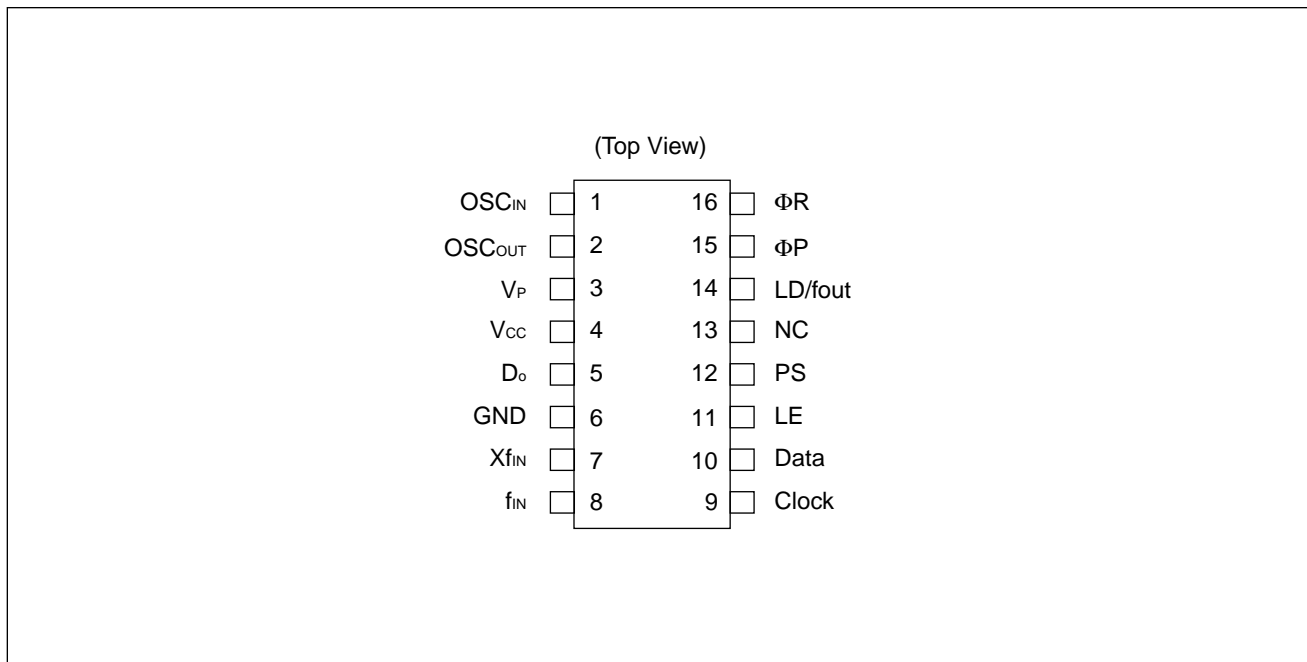 (Top View)
OSCIN 1 16 ΦR
OSCOUT 2 15 ΦP
VP 3 14 LD/fout
VCC 4 13 NC
Do 5 12 PS
GND 6 11 LE
XfIN 7 10 Data
fIN 8 9 Clock